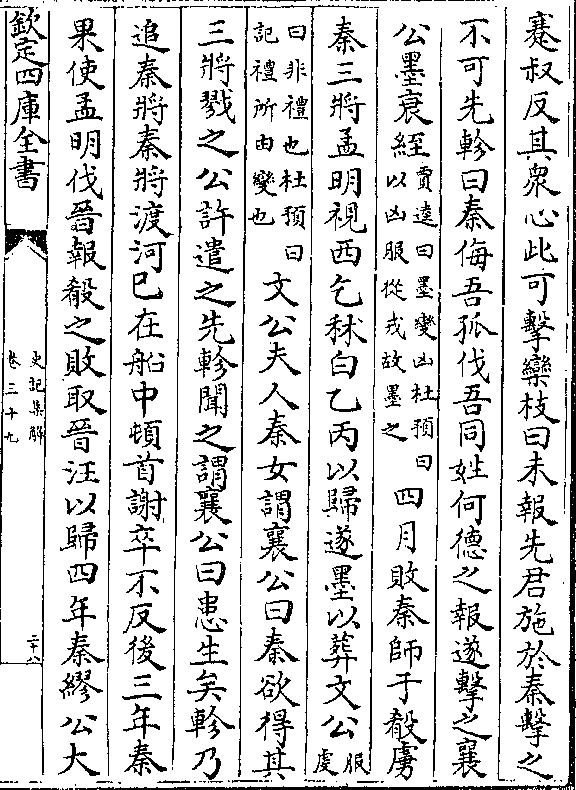 蹇叔反其衆心此可擊欒枝曰未報先君施於秦擊之
不可先軫曰秦侮吾孤伐吾同姓何德之報遂擊之襄
公墨衰絰賈逵曰墨變凶杜預曰以凶服從戎故墨之四月敗秦師于殽虜
秦三將孟明視西乞秫白乙丙以歸遂墨以葬文公服䖍
曰非禮也杜預曰記禮所由變也文公夫人秦女謂襄公曰秦欲得其
三將戮之公許遣之先軫聞之謂襄公曰患生矣軫乃
追秦將秦將渡河已在船中頓首謝卒不反後三年秦
果使孟明伐晉報殽之敗取晉汪以歸四年秦繆公大
欽定四庫全書
史記集解
卷三十九
二十八